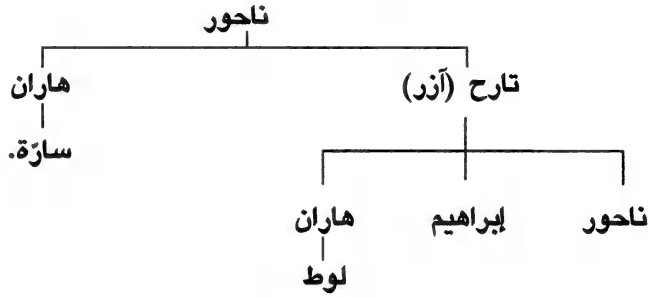 ناحور
تارح (آزر) هاران
سارّة.
ناحور إبراهيم هاران
لوط